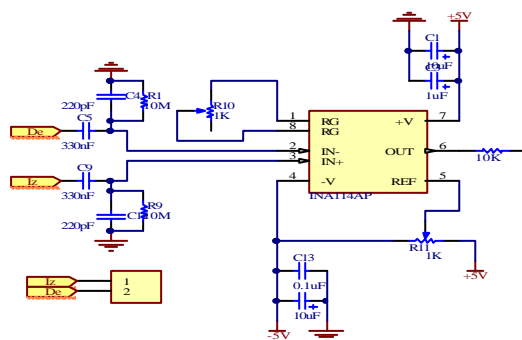 C1
+5V
10uF
1uF
C4
R1
220pF
10M
R10
1K
De
C5
330nF
1
RG
+V
7
8
RG
2
IN-
OUT
6
3
IN+
10K
4
-V
REF
5
INA114AP
Iz
C9
330nF
R9
10M
220pF
R11
1K
+5V
Iz
De
1
2
C13
0.1uF
10uF
-5V